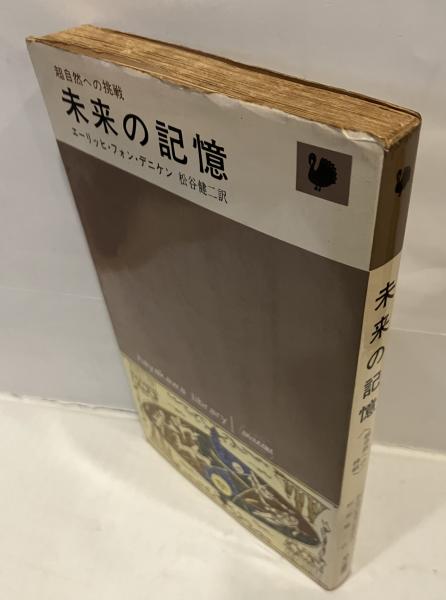 超自然への挑戦
未来の記憶
エーリッヒ・フォン・デニケン 松谷健二訳
hayakawa library
未来の記憶